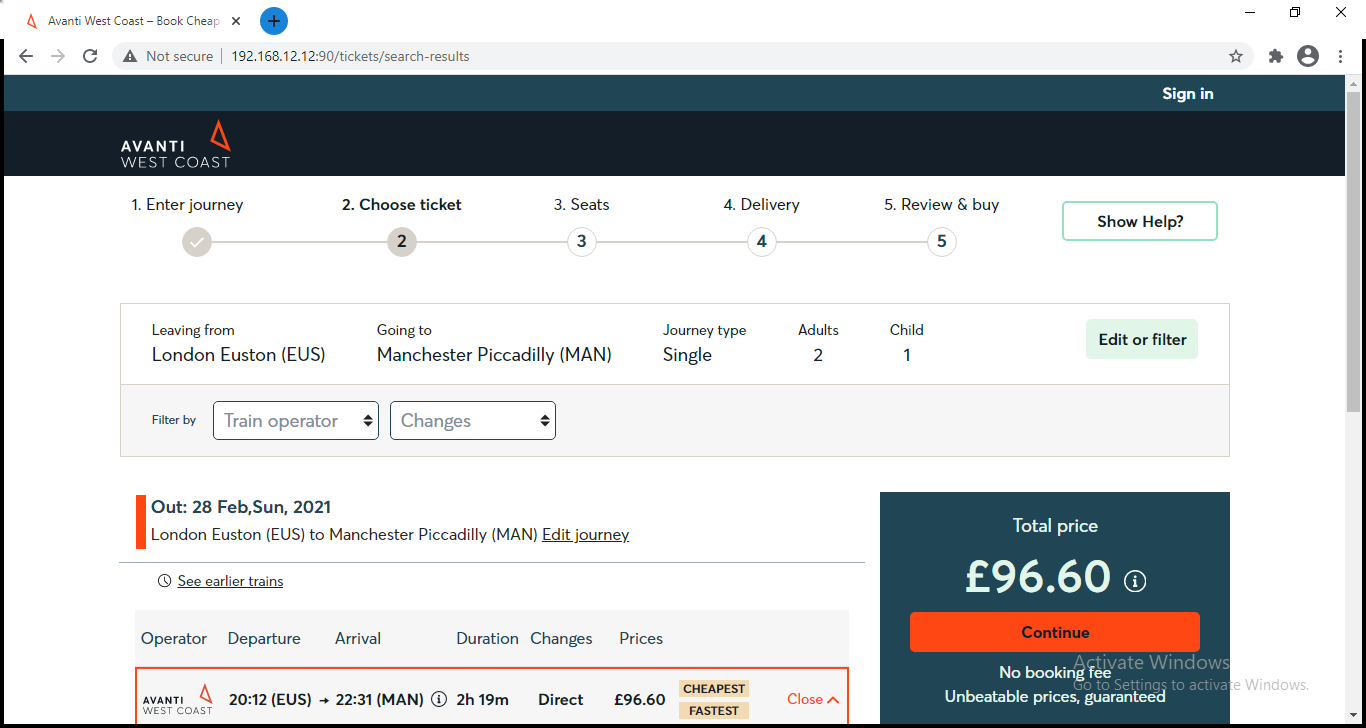 Avanti West Coast – Book Cheap
Not secure 192.168.12.12:90/tickets/search-results
Sign in
AVANTI
WEST COAST
1. Enter journey 2. Choose ticket 3. Seats 4. Delivery 5. Review & buy
2 3 4 5
Show Help?
Leaving from Going to Journey type Adults Child
London Euston (EUS) Manchester Piccadilly (MAN) Single 2 1
Edit or filter
Filter by Train operator Changes
Out: 28 Feb,Sun, 2021
London Euston (EUS) to Manchester Piccadilly (MAN) Edit journey
See earlier trains
Operator Departure Arrival Duration Changes Prices
AVANTI
WEST COAST
20:12 (EUS) → 22:31 (MAN) 2h 19m Direct £96.60
CHEAPEST
FASTEST
Close
Total price
£96.60
Continue
No booking fee
Unbeatable prices, guaranteed
Activate Windows
Go to Settings to activate Windows.